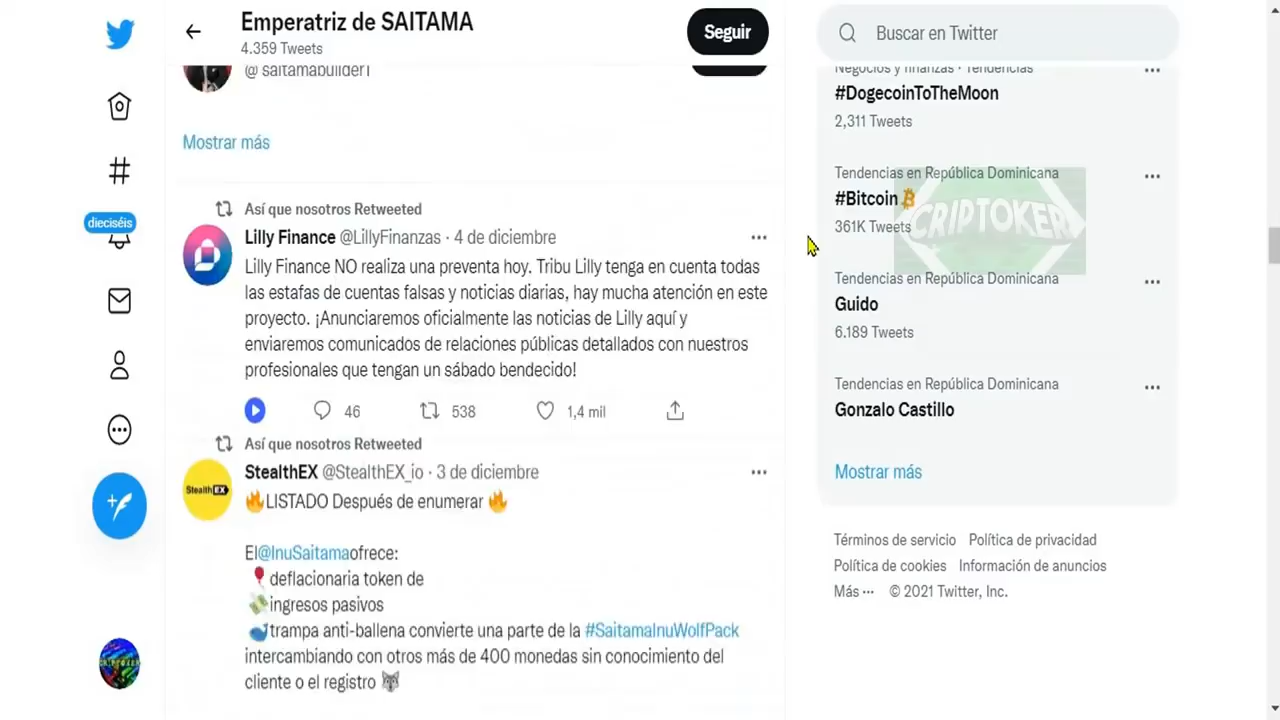 Emperatriz de SAITAMA
4.359 Tweets
Seguir
@saitamabuilder1
Mostrar más
Así que nosotros Retweeted
Lilly Finance @LillyFinanzas · 4 de diciembre
Lilly Finance NO realiza una preventa hoy. Tribu Lilly tenga en cuenta todas
las estafas de cuentas falsas y noticias diarias, hay mucha atención en este
proyecto. ¡Anunciaremos oficialmente las noticias de Lilly aquí y
enviaremos comunicados de relaciones públicas detallados con nuestros
profesionales que tengan un sábado bendecido!
46 538 1,4 mil
Así que nosotros Retweeted
StealthEX @StealthEX_io · 3 de diciembre
StealthEX
🔥LISTADO Después de enumerar 🔥
El@InuSaitamaofrece:
🎈deflacionaria token de
💸ingresos pasivos
🐳trampa anti-ballena convierte una parte de la #SaitamaInuWolfPack
intercambiando con otros más de 400 monedas sin conocimiento del
cliente o el registro 🐺
dieciséis
CRIPTOKER
Buscar en Twitter
Negocios y finanzas · Tendencias
#DogecoinToTheMoon
2,311 Tweets
Tendencias en República Dominicana
#Bitcoin
361K Tweets
CRIPTOKER
Tendencias en República Dominicana
Guido
6.189 Tweets
Tendencias en República Dominicana
Gonzalo Castillo
Mostrar más
Términos de servicio Política de privacidad
Política de cookies Información de anuncios
Más ··· © 2021 Twitter, Inc.